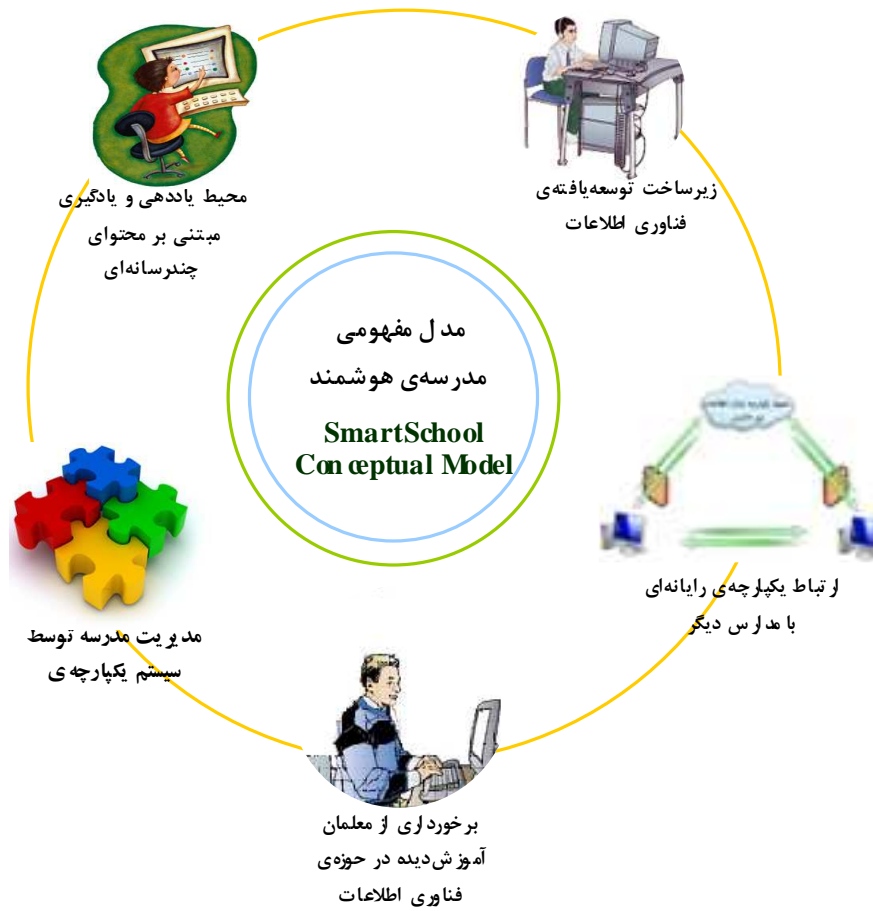 زیرساخت توسعه‌یافته‌ی
فناوری اطلاعات
محیط یاددهی و یادگیری
مبتنی بر محتوای
چندرسانه‌ای
مدل مفهومی
مدرسه‌ی هوشمند
SmartSchool
Conceptual Model
ارتباط یکپارچه‌ی رایانه‌ای
با مدارس دیگر
مدیریت مدرسه توسط
سیستم یکپارچه‌ی
برخورداری از معلمان
آموزش‌دیده در حوزه‌ی
فناوری اطلاعات